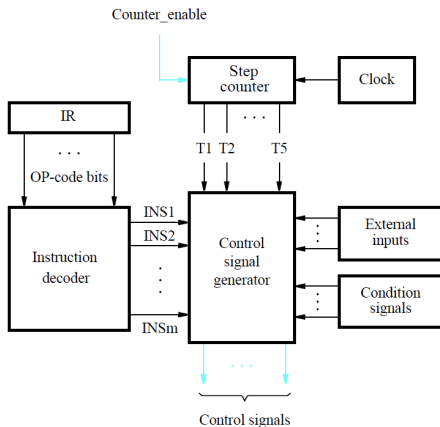 Counter_enable
Step
counter
Clock
IR
. . .
. . .
T1 T2 T5
OP-code bits
INS1
INS2
Instruction
decoder
Control
signal
generator
External
inputs
Condition
signals
INSm
. . .
Control signals